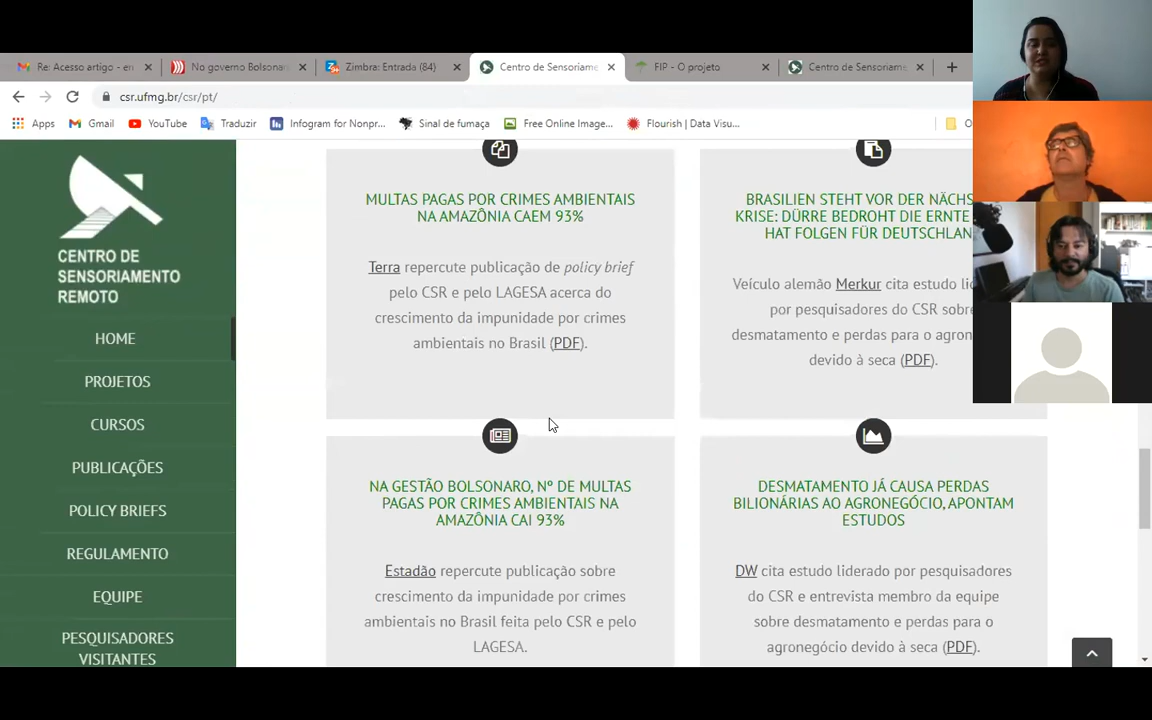 Re: Acesso artigo - en
No governo Bolsonar
Zimbra: Entrada (84)
Centro de Sensoriame
FIP - O projeto
Centro de Sensoriame
csr.ufmg.br/csr/pt/
Apps
Gmail
YouTube
Traduzir
Infogram for Nonpr...
Sinal de fumaça
Free Online Image...
Flourish | Data Visu...
O
CENTRO DE
SENSORIAMENTO
REMOTO
HOME
PROJETOS
CURSOS
PUBLICAÇÕES
POLICY BRIEFS
REGULAMENTO
EQUIPE
PESQUISADORES
VISITANTES
MULTAS PAGAS POR CRIMES AMBIENTAIS
NA AMAZÔNIA CAEM 93%
Terra repercute publicação de policy brief
pelo CSR e pelo LAGESA acerca do
crescimento da impunidade por crimes
ambientais no Brasil (PDF).
BRASILIEN STEHT VOR DER NÄCHS
KRISE: DÜRRE BEDROHT DIE ERNTE
HAT FOLGEN FÜR DEUTSCHLAN
Veículo alemão Merkur cita estudo lid
por pesquisadores do CSR sobre
desmatamento e perdas para o agrone
devido à seca (PDF).
NA GESTÃO BOLSONARO, Nº DE MULTAS
PAGAS POR CRIMES AMBIENTAIS NA
AMAZÔNIA CAI 93%
Estadão repercute publicação sobre
crescimento da impunidade por crimes
ambientais no Brasil feita pelo CSR e pelo
LAGESA.
DESMATAMENTO JÁ CAUSA PERDAS
BILIONÁRIAS AO AGRONEGÓCIO, APONTAM
ESTUDOS
DW cita estudo liderado por pesquisadores
do CSR e entrevista membro da equipe
sobre desmatamento e perdas para o
agronegócio devido à seca (PDF).